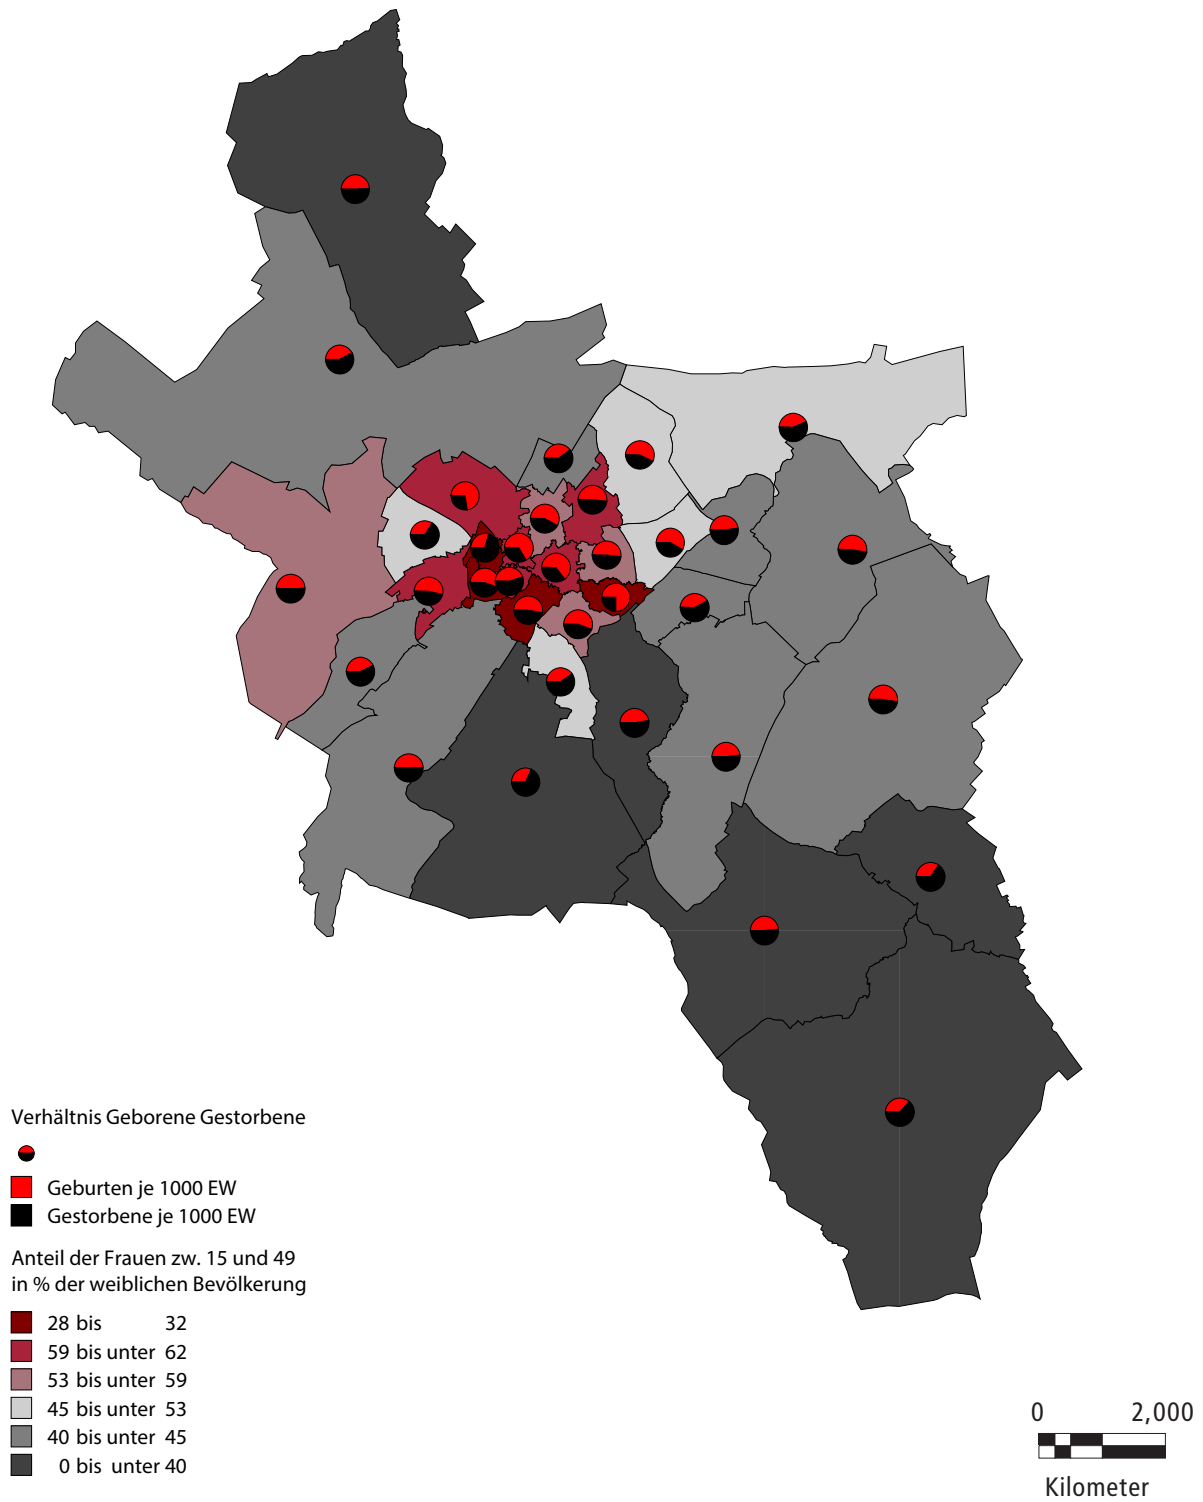 Verhältnis Geborene Gestorbene
Geburten je 1000 EW
Gestorbene je 1000 EW
Anteil der Frauen zw. 15 und 49
in % der weiblichen Bevölkerung
28 bis 32
59 bis unter 62
53 bis unter 59
45 bis unter 53
40 bis unter 45
0 bis unter 40
0 2,000
Kilometer